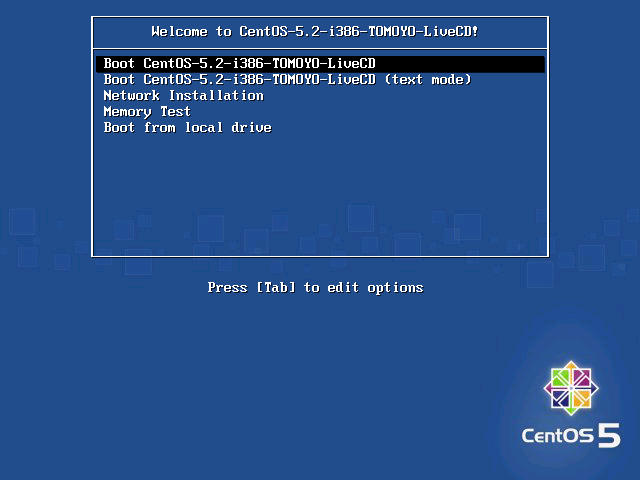 Welcome to CentOS-5.2-i386-TOMOYO-LiveCD!
Boot CentOS-5.2-i386-TOMOYO-LiveCD
Boot CentOS-5.2-i386-TOMOYO-LiveCD (text mode)
Network Installation
Memory Test
Boot from local drive
Press [Tab] to edit options
CentOS 5